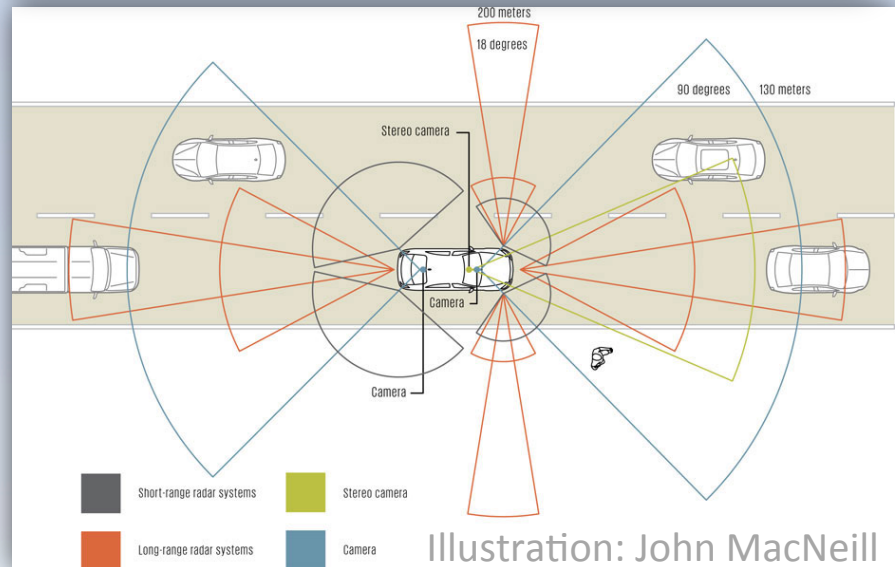 200 meters
18 degrees
90 degrees 130 meters
Stereo camera
Camera
Camera
Short-range radar systems
Stereo camera
Long-range radar systems
Camera
Illustration: John MacNeill